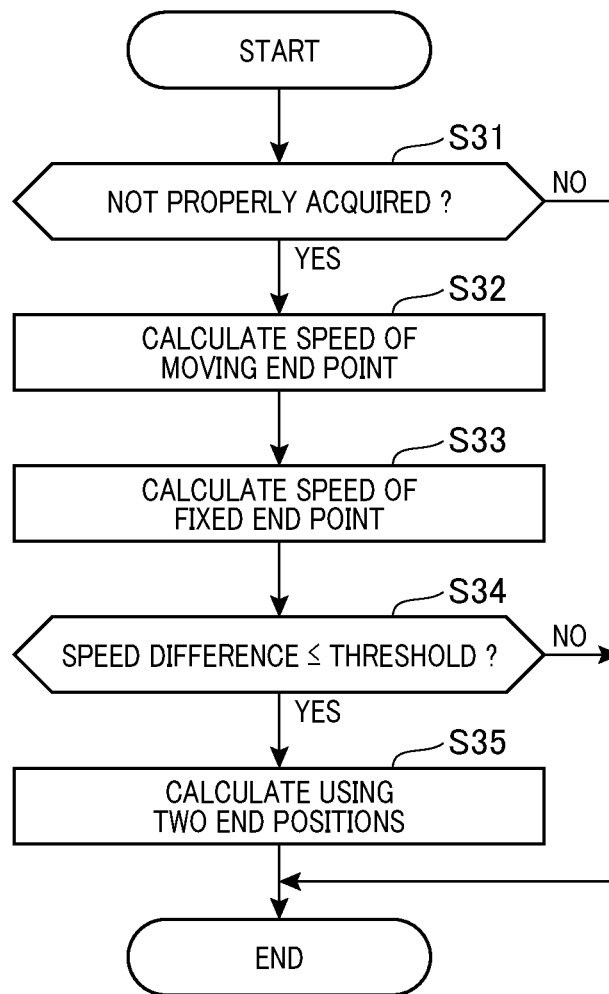 START
S31
NOT PROPERLY ACQUIRED ?
NO
YES
S32
CALCULATE SPEED OF
MOVING END POINT
S33
CALCULATE SPEED OF
FIXED END POINT
S34
SPEED DIFFERENCE ≦ THRESHOLD ?
NO
YES
S35
CALCULATE USING
TWO END POSITIONS
END